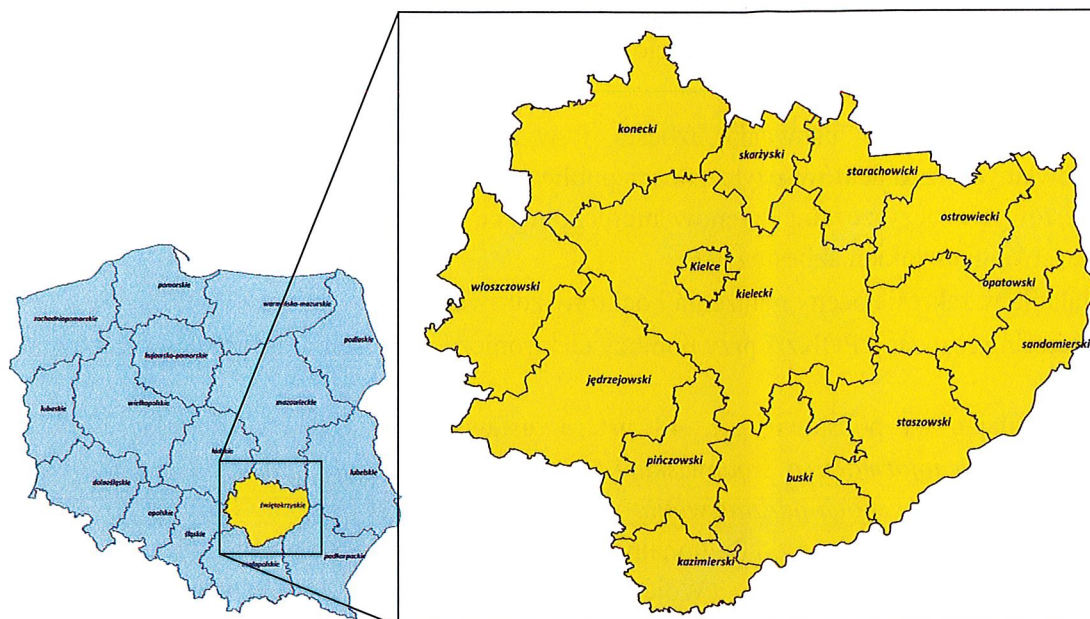 pomorskie
warmińsko-mazurskie
zachodniopomorskie
podlaskie
kujawsko-pomorskie
lubuskie
wielkopolskie
mazowieckie
łódzkie
lubelskie
dolnośląskie
opolskie
śląskie
świętokrzyskie
małopolskie
podkarpackie
konecki
skarżyski
starachowicki
ostrowiecki
Kielce
włoszczowski
kielecki
opatowski
sandomierski
jędrzejowski
staszowski
pińczowski
buski
kazimierski